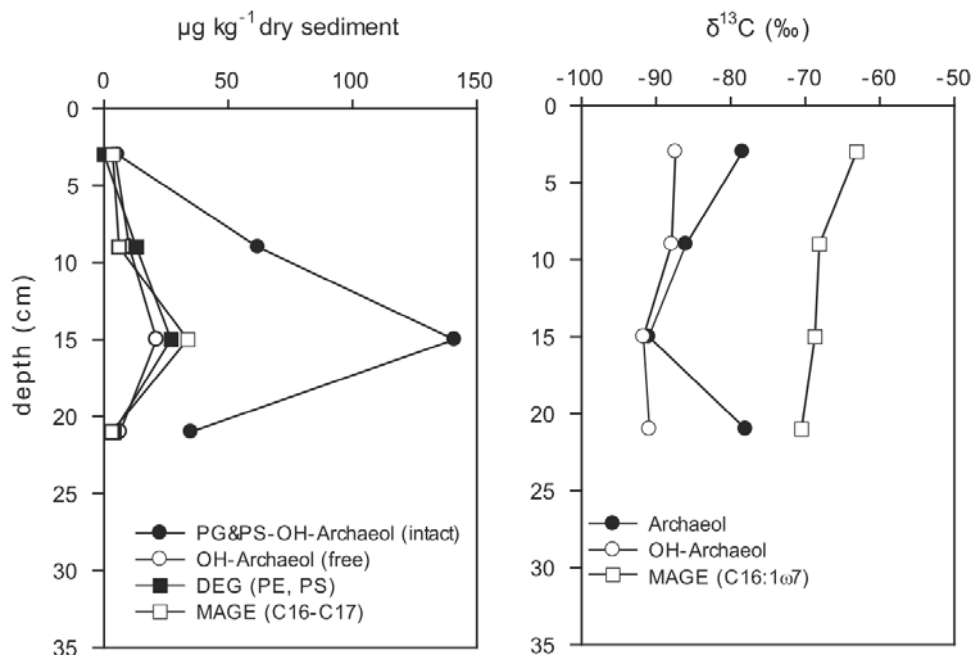 µg kg⁻¹ dry sediment
0 50 100 150
0
5
10
15
20
25
30
35
depth (cm)
PG&PS-OH-Archaeol (intact)
OH-Archaeol (free)
DEG (PE, PS)
MAGE (C16-C17)
δ¹³C (‰)
-100 -90 -80 -70 -60 -50
0
5
10
15
20
25
30
35
Archaeol
OH-Archaeol
MAGE (C16:1ω7)